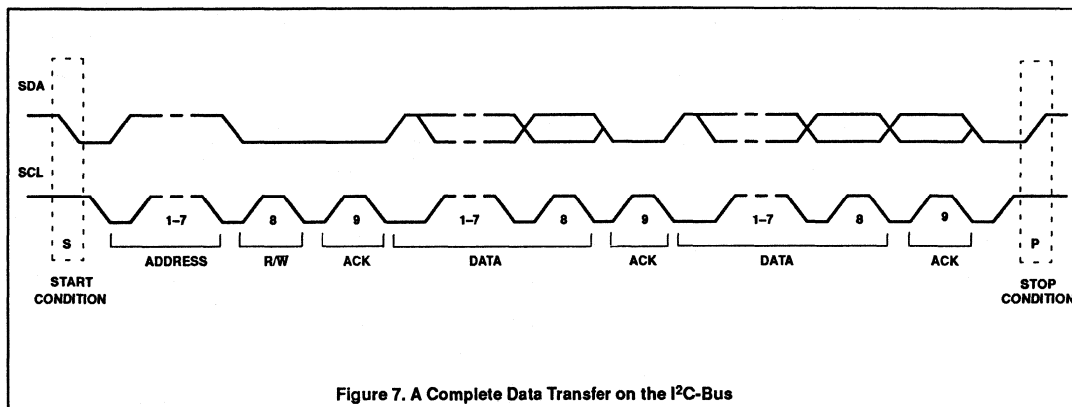 SDA
SCL
1–7 8 9 1–7 8 9 1–7 8 9
S P
ADDRESS R/W ACK DATA ACK DATA ACK
START CONDITION
STOP CONDITION
Figure 7. A Complete Data Transfer on the I²C-Bus